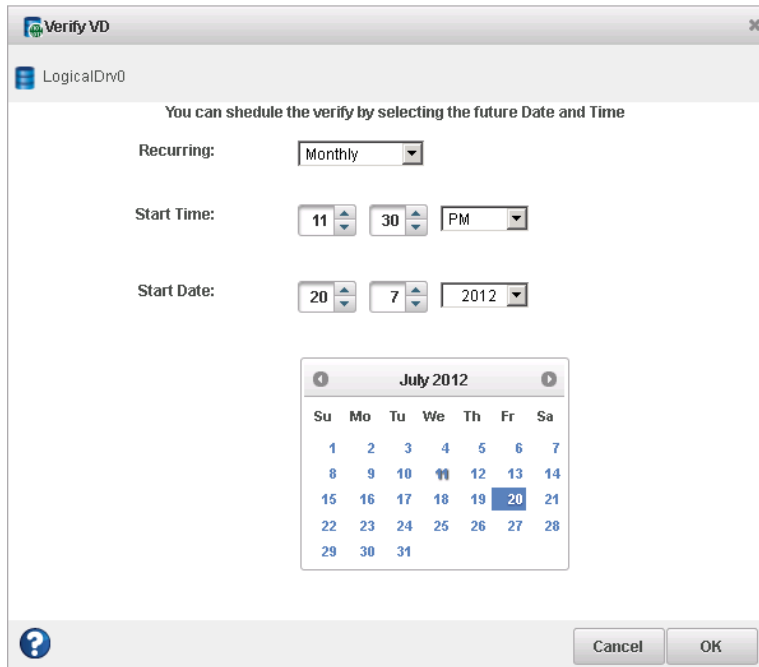 Verify VD
LogicalDrv0
You can shedule the verify by selecting the future Date and Time
Recurring: Monthly
Start Time: 11 30 PM
Start Date: 20 7 2012
July 2012
Su Mo Tu We Th Fr Sa
1 2 3 4 5 6 7
8 9 10 11 12 13 14
15 16 17 18 19 20 21
22 23 24 25 26 27 28
29 30 31
? Cancel OK